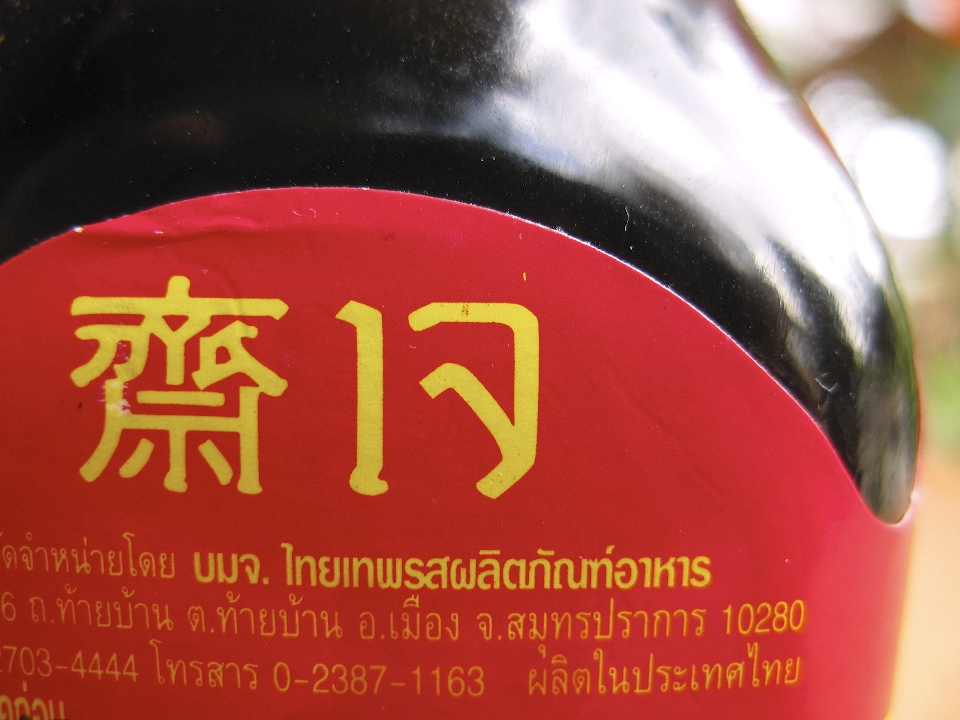 齋 เจ
จัดจำหน่ายโดย บมจ. ไทยเทพรสผลิตภัณฑ์อาหาร
6 ถ.ท้ายบ้าน ต.ท้ายบ้าน อ.เมือง จ.สมุทรปราการ 10280
2703-4444 โทรสาร 0-2387-1163 ผลิตในประเทศไทย